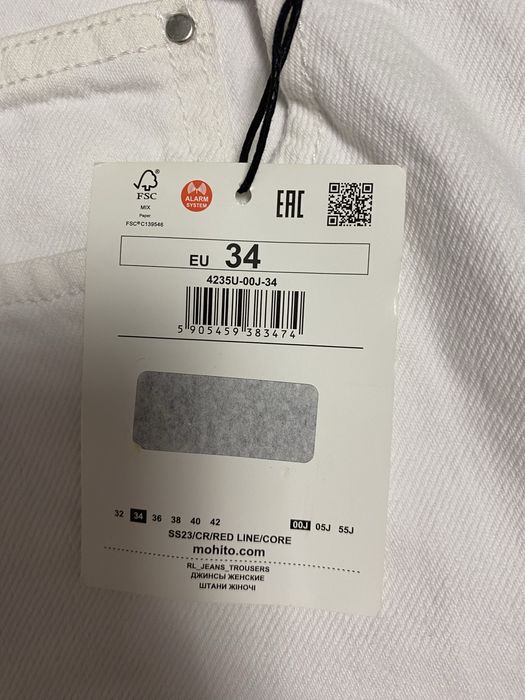 FSC
MIX
Paper
FSC® C139546
ALARM
SYSTEM
EAC
EU 34
4235U-00J-34
5 905459 383474
32 34 36 38 40 42 00J 05J 55J
SS23/CR/RED LINE/CORE
mohito.com
RL_JEANS_TROUSERS
ДЖИНСЫ ЖЕНСКИЕ
ШТАНИ ЖІНОЧІ